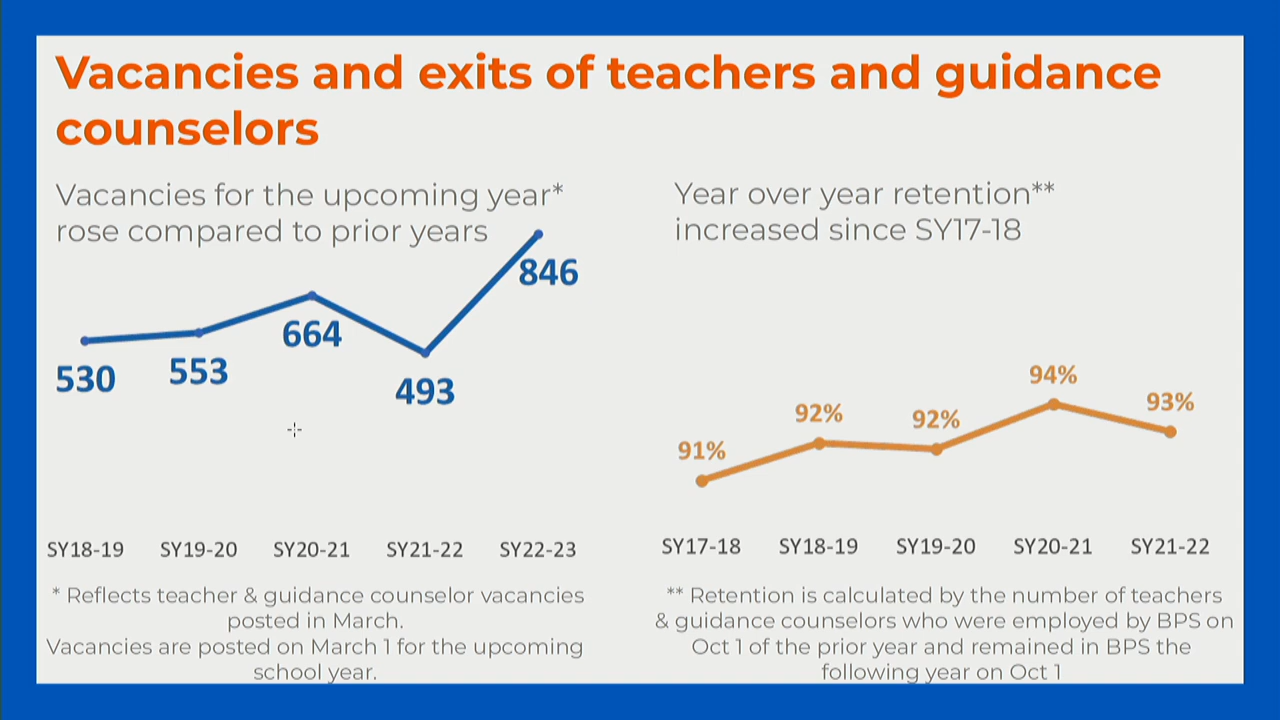 Vacancies and exits of teachers and guidance
counselors
Vacancies for the upcoming year*
rose compared to prior years
530
553
664
493
846
SY18-19 SY19-20 SY20-21 SY21-22 SY22-23
* Reflects teacher & guidance counselor vacancies
posted in March.
Vacancies are posted on March 1 for the upcoming
school year.
Year over year retention**
increased since SY17-18
91%
92%
92%
94%
93%
SY17-18 SY18-19 SY19-20 SY20-21 SY21-22
** Retention is calculated by the number of teachers
& guidance counselors who were employed by BPS on
Oct 1 of the prior year and remained in BPS the
following year on Oct 1